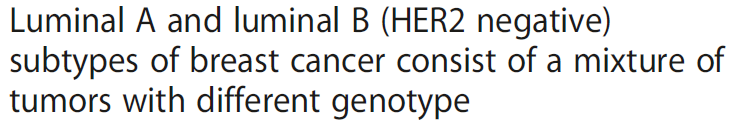 Luminal A and luminal B (HER2 negative)
subtypes of breast cancer consist of a mixture of
tumors with different genotype